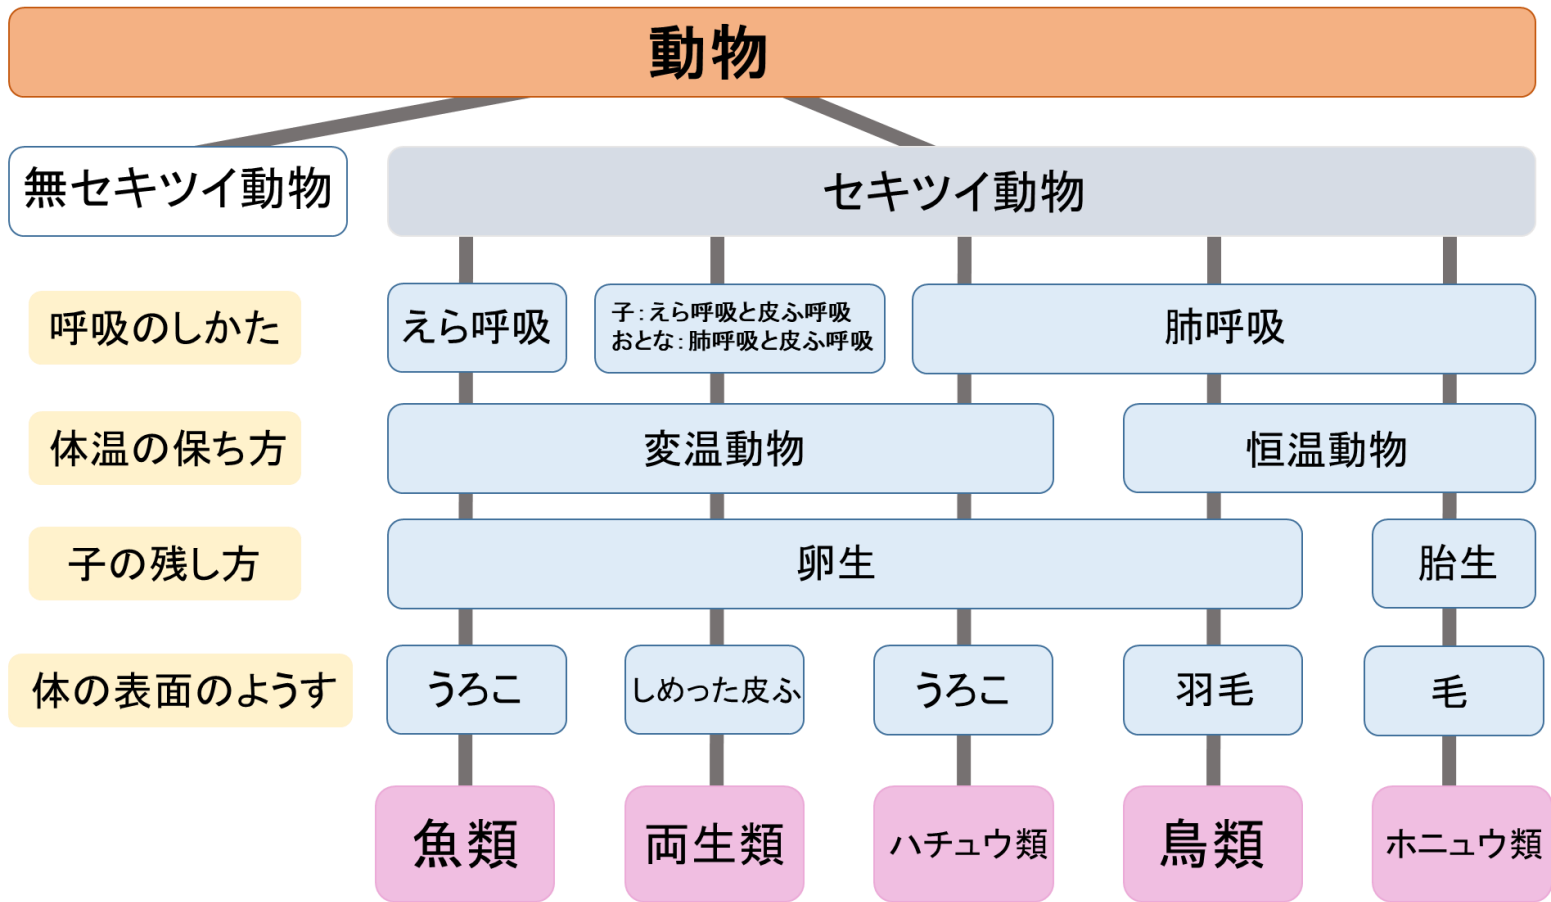 動物
無セキツイ動物
セキツイ動物
呼吸のしかた
えら呼吸
子：えら呼吸と皮ふ呼吸
おとな：肺呼吸と皮ふ呼吸
肺呼吸
体温の保ち方
変温動物
恒温動物
子の残し方
卵生
胎生
体の表面のようす
うろこ
しめった皮ふ
うろこ
羽毛
毛
魚類
両生類
ハチュウ類
鳥類
ホニュウ類